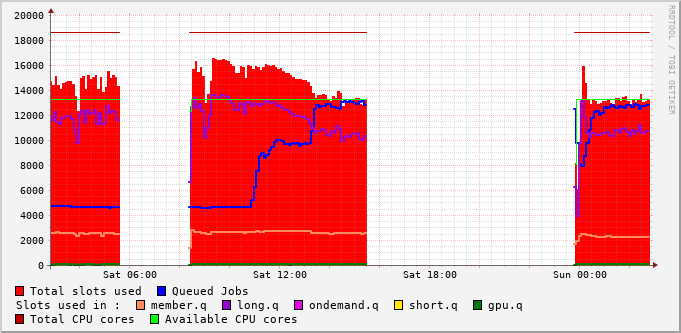 20000
18000
16000
14000
12000
10000
8000
6000
4000
2000
0
Sat 06:00 Sat 12:00 Sat 18:00 Sun 00:00
RRDTOOL / TOBI OETIKER
Total slots used Queued Jobs
Slots used in : member.q long.q ondemand.q short.q gpu.q
Total CPU cores Available CPU cores